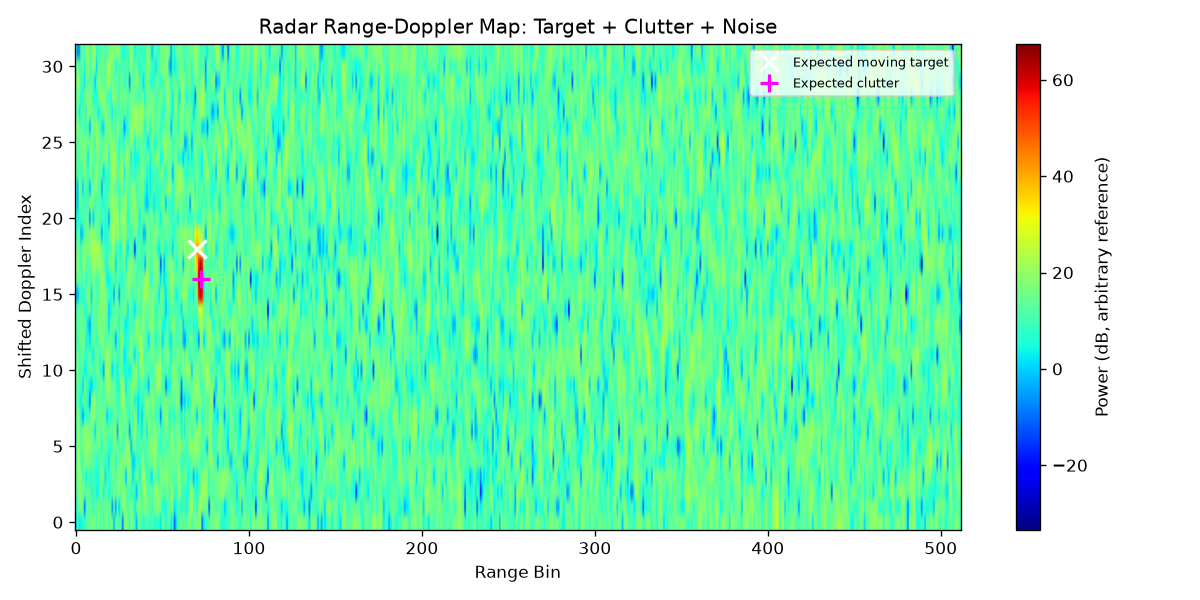 Radar Range-Doppler Map: Target + Clutter + Noise
Expected moving target
Expected clutter
30
25
20
15
10
5
0
Shifted Doppler Index
0 100 200 300 400 500
Range Bin
60
40
20
0
−20
Power (dB, arbitrary reference)